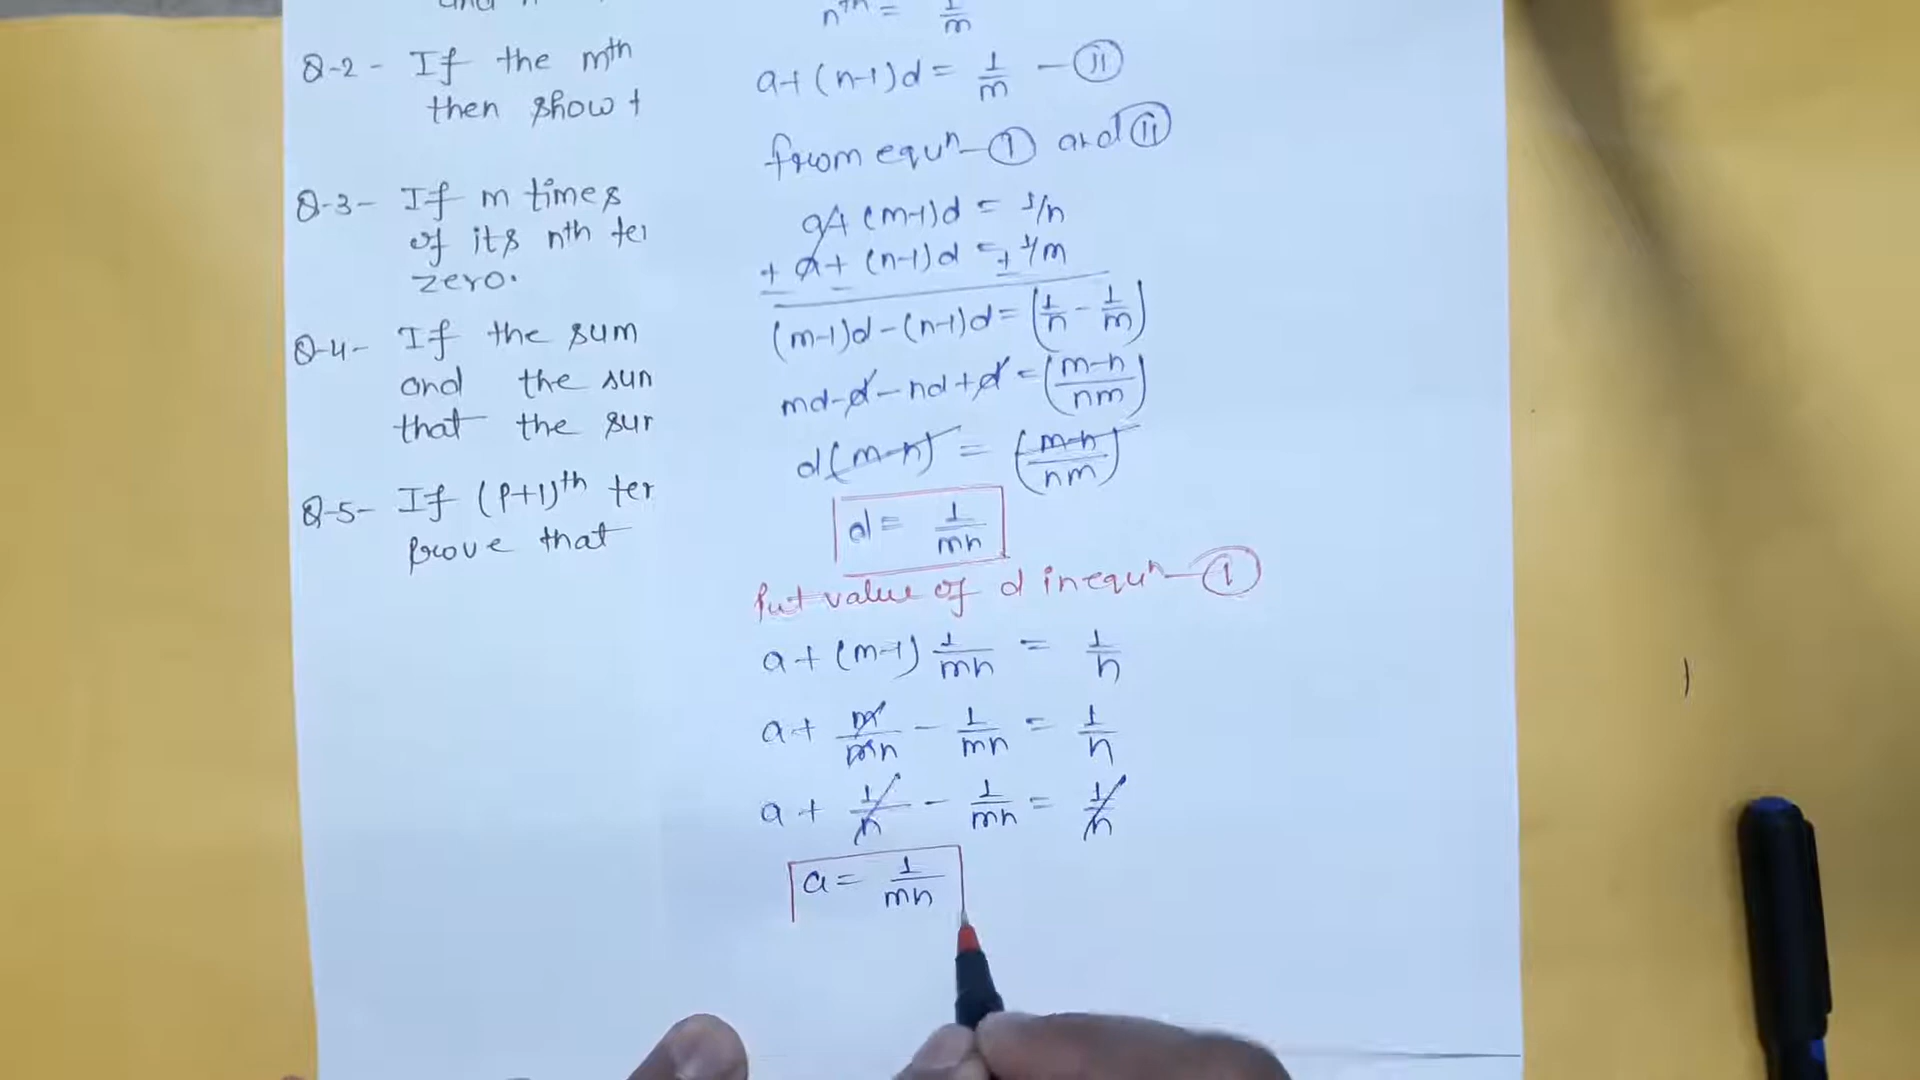 Q-2- If the mth
then show t
Q-3- If m times
of its nth ter
zero.
Q-4- If the sum
and the sum
that the sur
Q-5- If (P+1)th ter
prove that
nth = 1/m
a+(n-1)d = 1/m - (ii)
from equn - (i) and (ii)
a+(m-1)d = 1/n
+ a+ (n-1)d = + 1/m
(m-1)d-(n-1)d = (1/n - 1/m)
md-d-nd+d = (m-n/nm)
d(m-n) = (m-n/nm)
d = 1/mn
Put value of d in equn - (i)
a+(m-1) 1/mn = 1/n
a+ m/mn - 1/mn = 1/n
a+ 1/n - 1/mn = 1/n
a = 1/mn